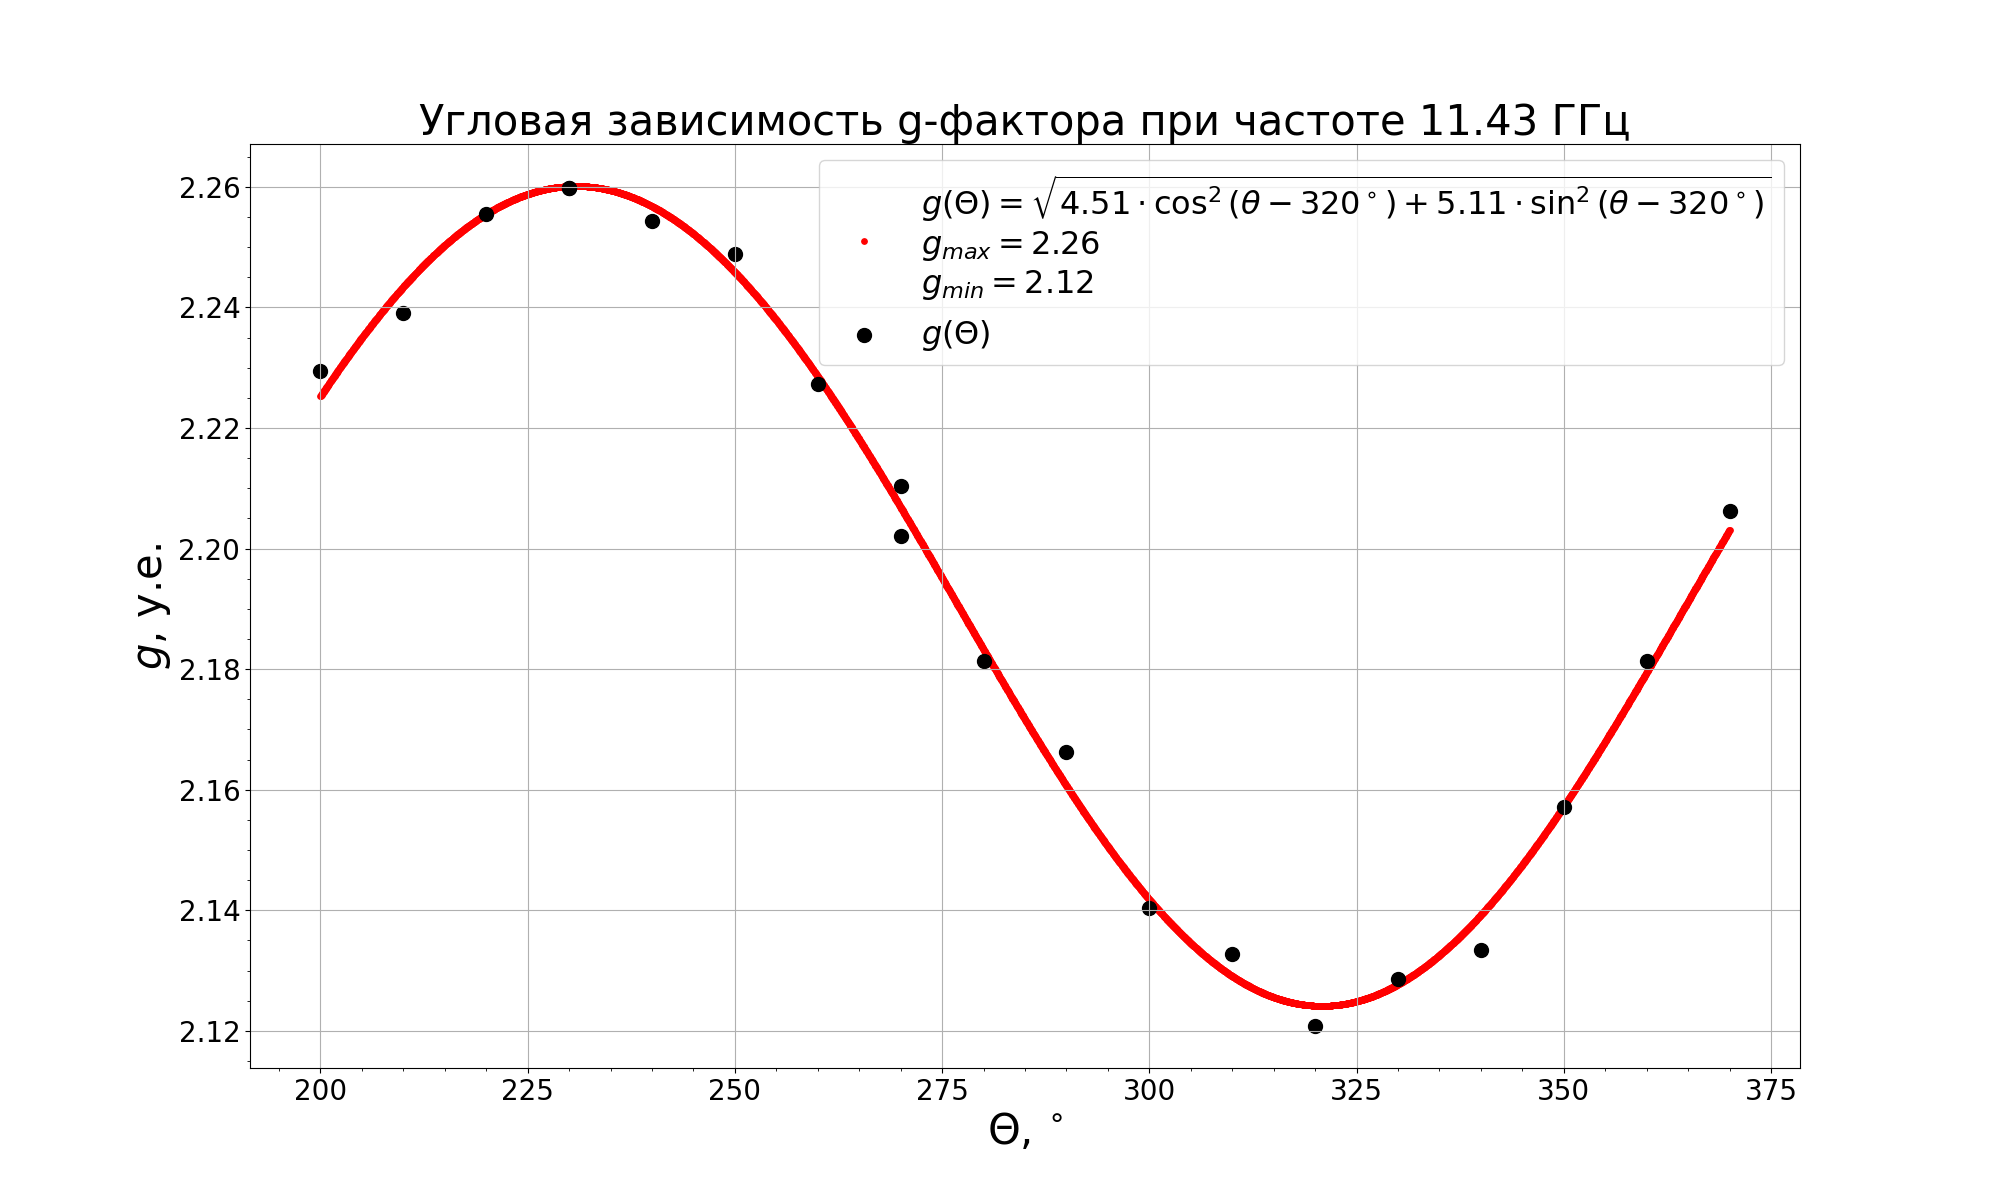 Угловая зависимость g-фактора при частоте 11.43 ГГц
g(Θ) = √4.51 · cos² (θ − 320°) + 5.11 · sin² (θ − 320°)
g_max = 2.26
g_min = 2.12
g(Θ)
2.26
2.24
2.22
2.20
2.18
2.16
2.14
2.12
g, у.е.
200 225 250 275 300 325 350 375
Θ, °